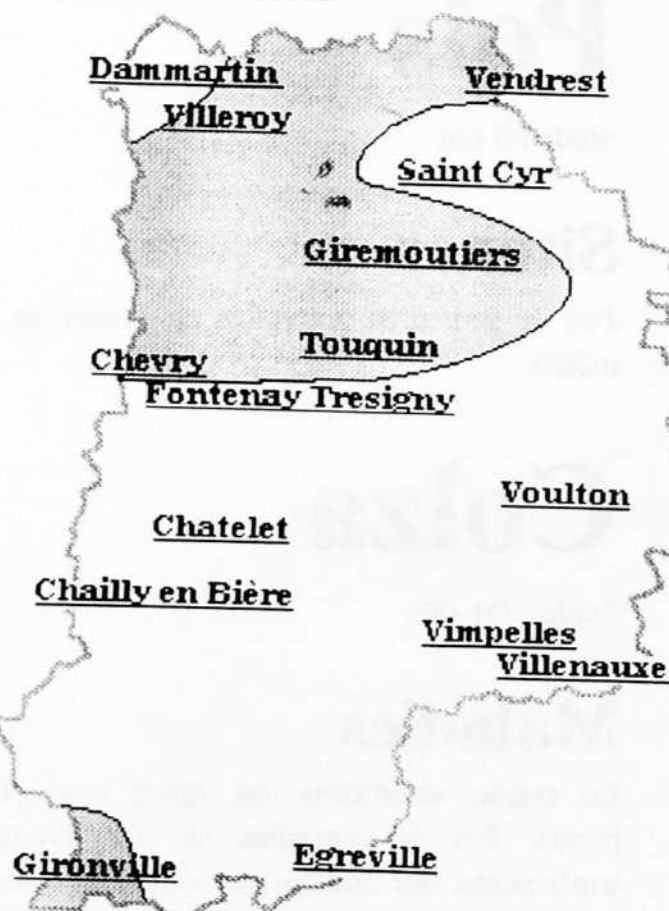 Dammartin
Vendrest
Villeroy
Saint Cyr
Giremoutiers
Touquin
Chevry
Fontenay Tresigny
Voulton
Chatelet
Chailly en Bière
Vimpelles
Villenauxe
Gironville
Egreville